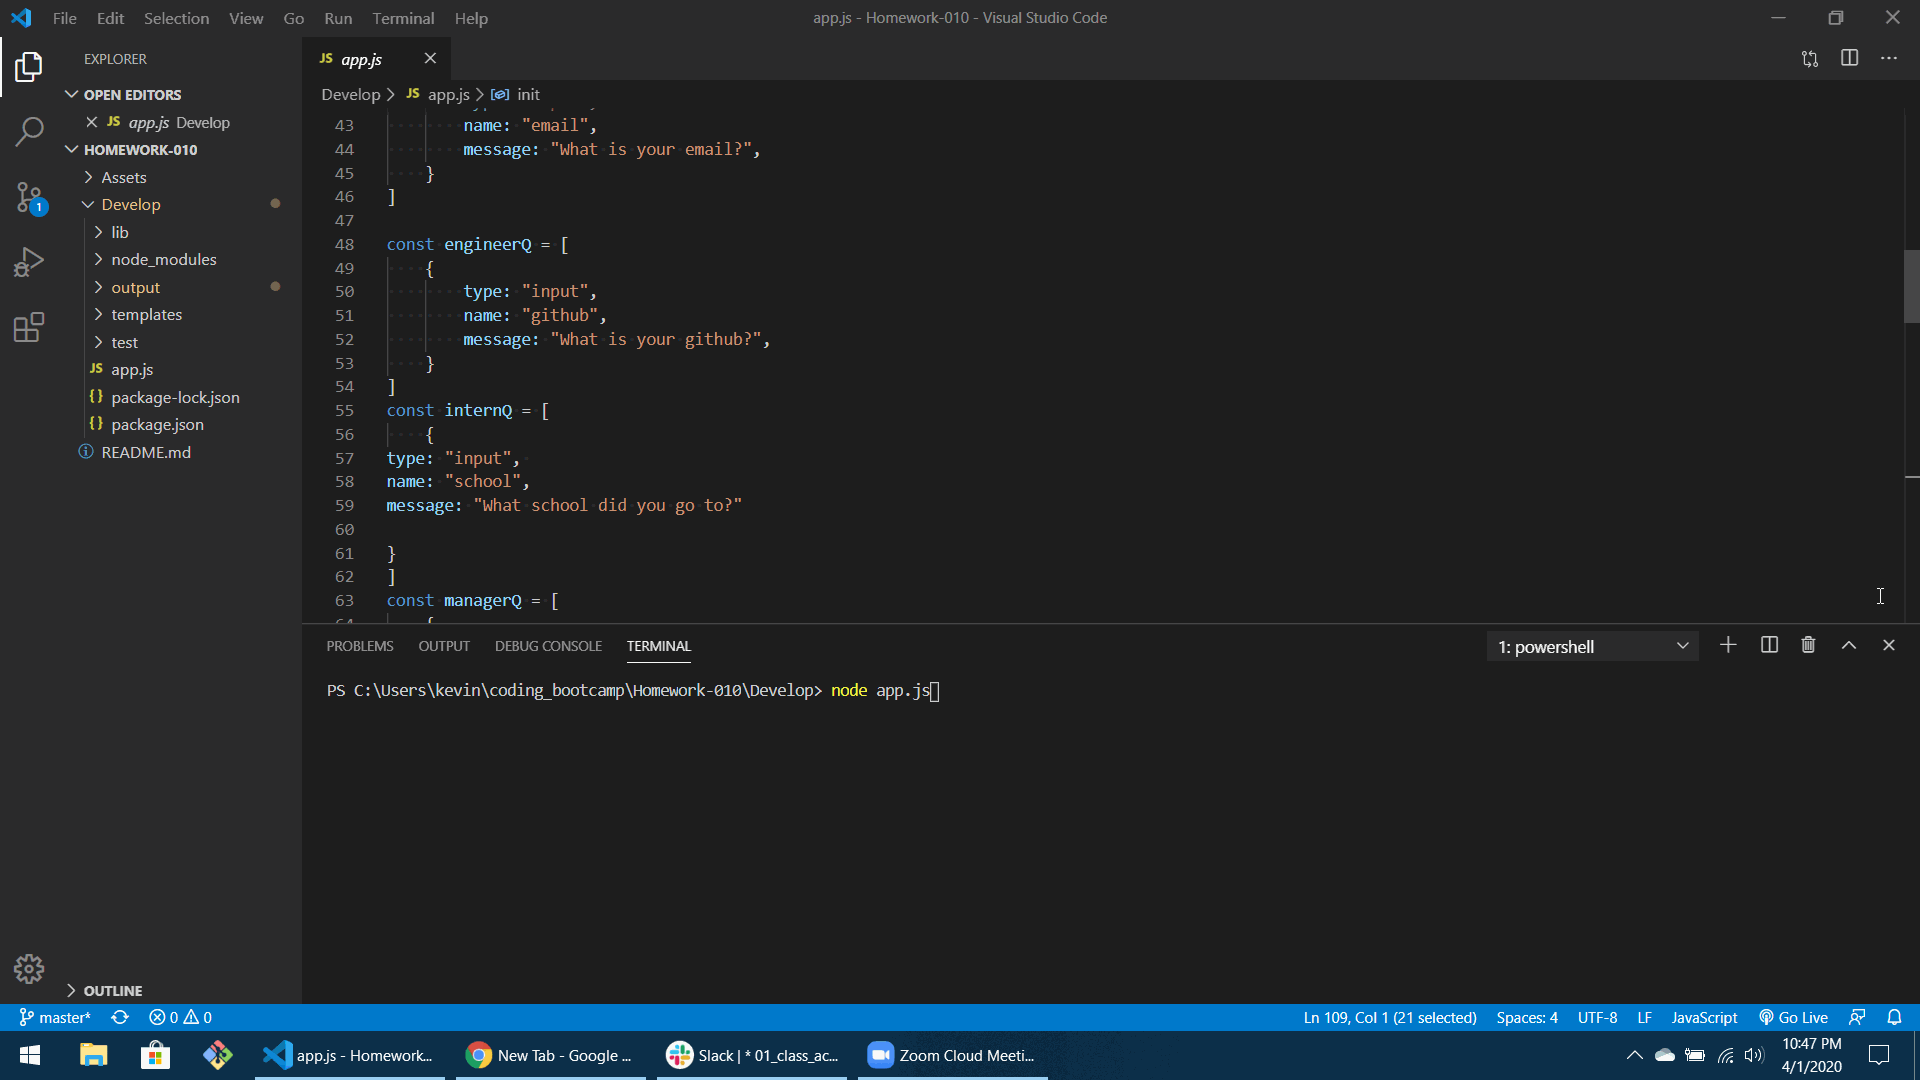 File Edit Selection View Go Run Terminal Help
app.js - Homework-010 - Visual Studio Code
EXPLORER
OPEN EDITORS
JS app.js Develop
HOMEWORK-010
Assets
Develop
lib
node_modules
output
templates
test
JS app.js
{} package-lock.json
{} package.json
README.md
OUTLINE
1
JS app.js
Develop > JS app.js > init
43 name: "email",
44 message: "What is your email?",
45 }
46 ]
47
48 const engineerQ = [
49 {
50 type: "input",
51 name: "github",
52 message: "What is your github?",
53 }
54 ]
55 const internQ = [
56 {
57 type: "input",
58 name: "school",
59 message: "What school did you go to?"
60
61 }
62 ]
63 const managerQ = [
PROBLEMS OUTPUT DEBUG CONSOLE TERMINAL
1: powershell
PS C:\Users\kevin\coding_bootcamp\Homework-010\Develop> node app.js
master* 0 0
Ln 109, Col 1 (21 selected) Spaces: 4 UTF-8 LF JavaScript Go Live
app.js - Homework...
New Tab - Google ...
Slack | * 01_class_ac...
Zoom Cloud Meeti...
10:47 PM
4/1/2020